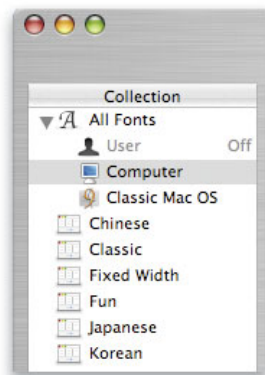 Collection
All Fonts
User Off
Computer
Classic Mac OS
Chinese
Classic
Fixed Width
Fun
Japanese
Korean